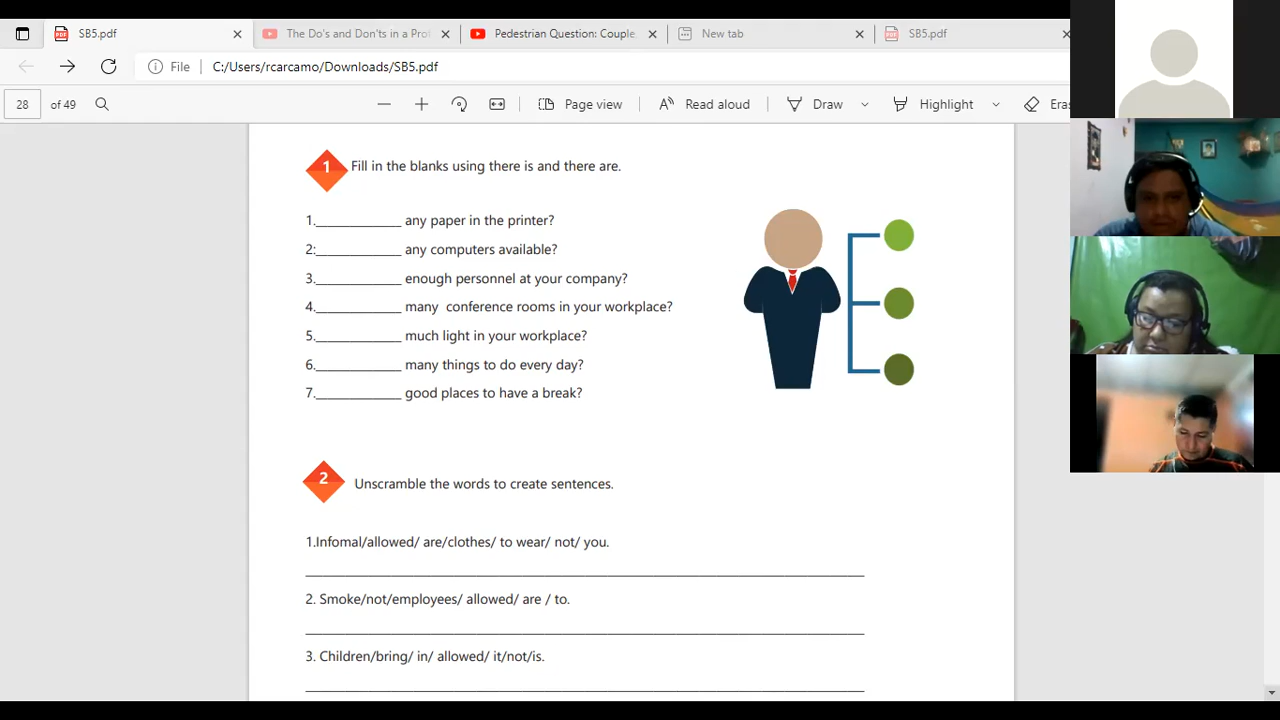 SB5.pdf
The Do's and Don'ts in a Prof
Pedestrian Question: Couple,
New tab
SB5.pdf
File
C:/Users/rcarcamo/Downloads/SB5.pdf
28 of 49
Page view
Read aloud
Draw
Highlight
1 Fill in the blanks using there is and there are.
1.____________ any paper in the printer?
2:____________ any computers available?
3.____________ enough personnel at your company?
4.____________ many conference rooms in your workplace?
5.____________ much light in your workplace?
6.____________ many things to do every day?
7.____________ good places to have a break?
2 Unscramble the words to create sentences.
1.Infomal/allowed/ are/clothes/ to wear/ not/ you.
2. Smoke/not/employees/ allowed/ are / to.
3. Children/bring/ in/ allowed/ it/not/is.